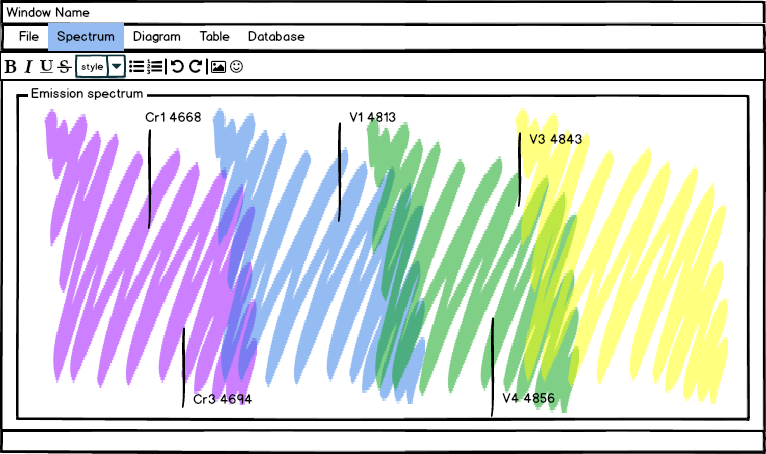 Window Name
File Spectrum Diagram Table Database
B I U S style
Emission spectrum
Cr1 4668 V1 4813
V3 4843
Cr3 4694 V4 4856